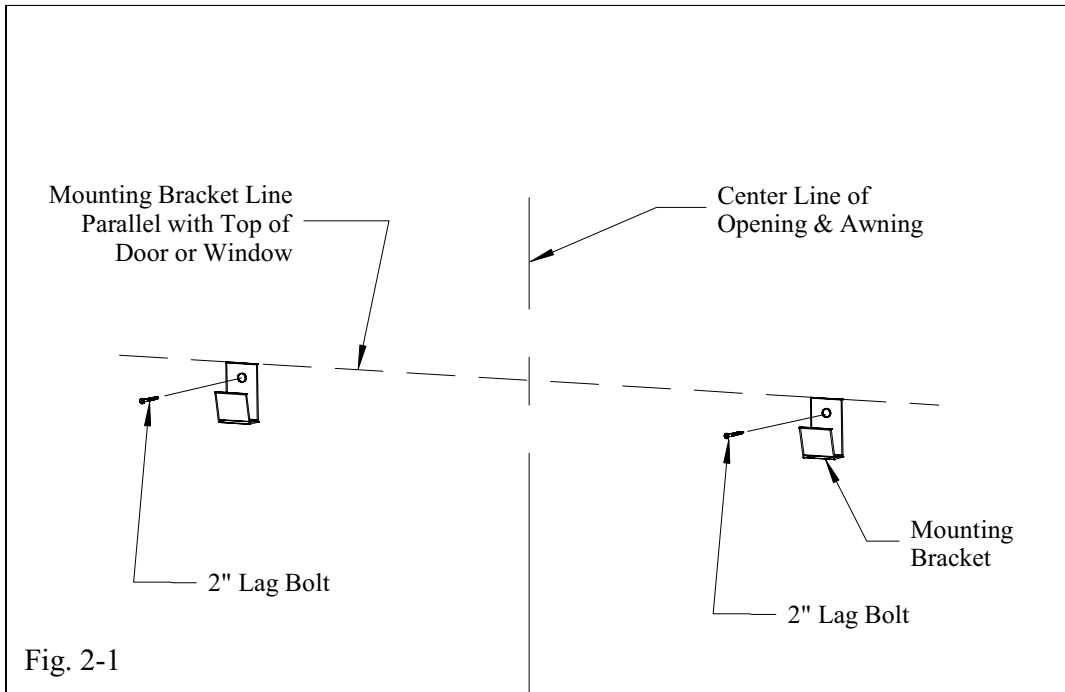 Mounting Bracket Line
Parallel with Top of
Door or Window
Center Line of
Opening & Awning
Mounting
Bracket
2" Lag Bolt
2" Lag Bolt
Fig. 2-1